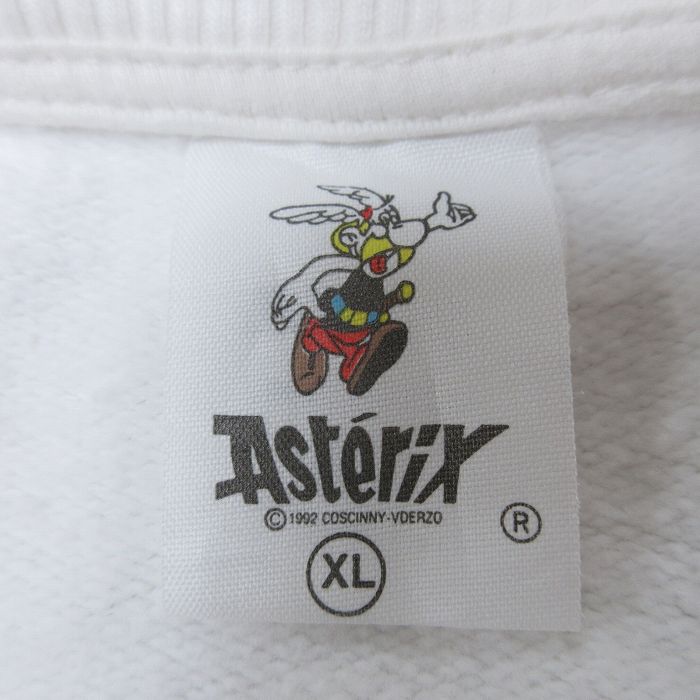 Astérix
© 1992 COSCINNY-VDERZO
®
XL